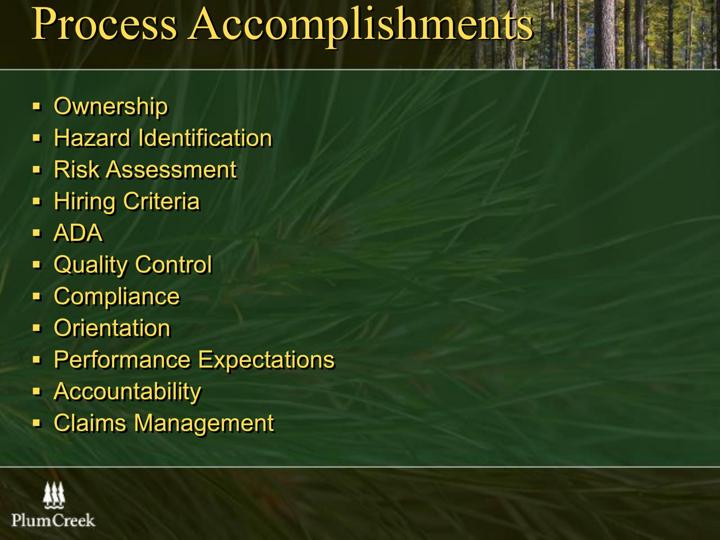 Process Accomplishments
▪ Ownership
▪ Hazard Identification
▪ Risk Assessment
▪ Hiring Criteria
▪ ADA
▪ Quality Control
▪ Compliance
▪ Orientation
▪ Performance Expectations
▪ Accountability
▪ Claims Management
PlumCreek